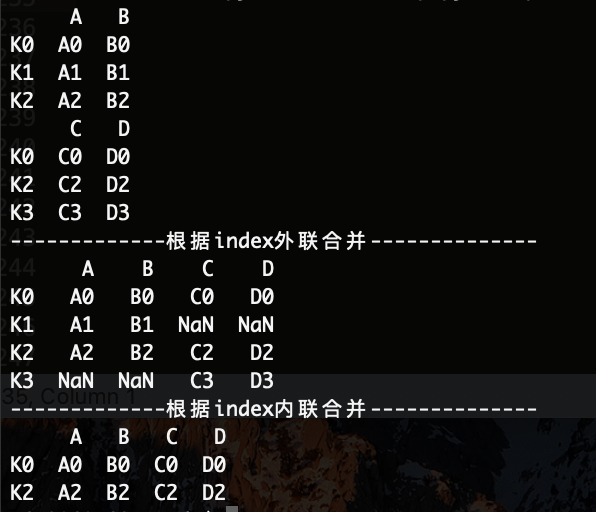 A B
K0 A0 B0
K1 A1 B1
K2 A2 B2
C D
K0 C0 D0
K2 C2 D2
K3 C3 D3
-------------根据index外联合并--------------
A B C D
K0 A0 B0 C0 D0
K1 A1 B1 NaN NaN
K2 A2 B2 C2 D2
K3 NaN NaN C3 D3
35, Column 1
-------------根据index内联合并--------------
A B C D
K0 A0 B0 C0 D0
K2 A2 B2 C2 D2